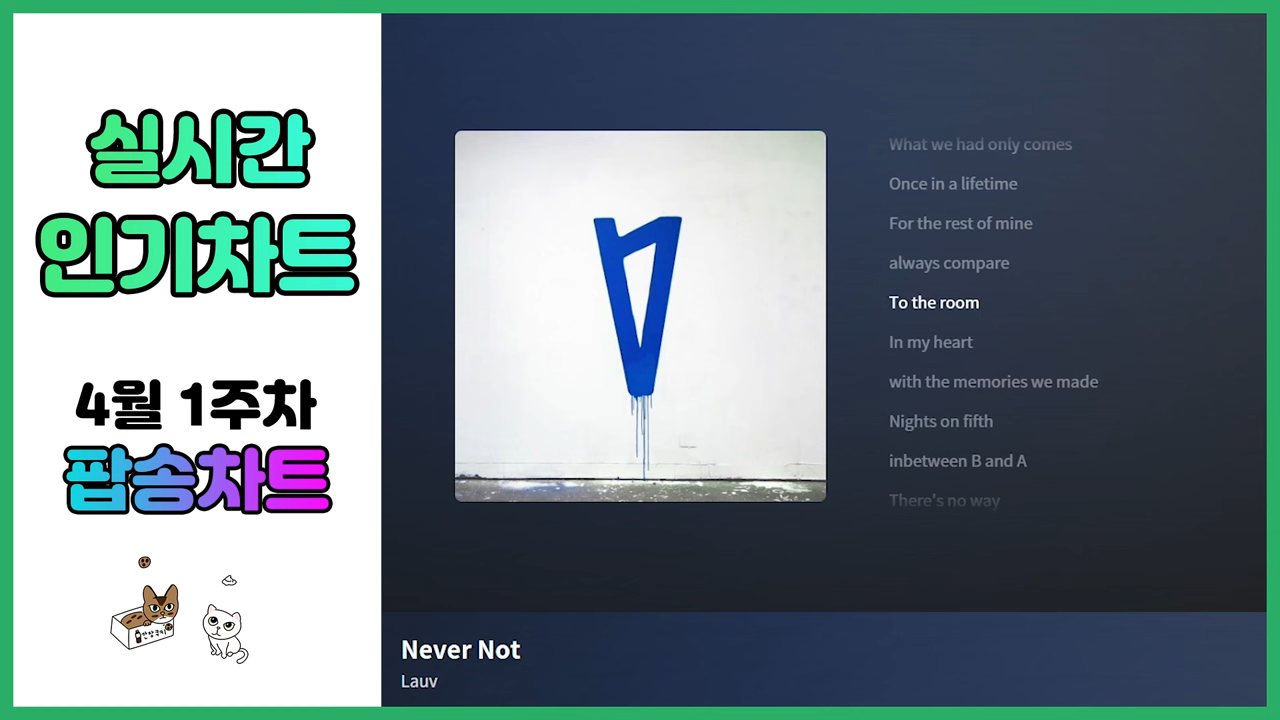 실시간
인기차트
4월 1주차
팝송차트
What we had only comes
Once in a lifetime
For the rest of mine
always compare
To the room
In my heart
with the memories we made
Nights on fifth
inbetween B and A
There's no way
Never Not
Lauv